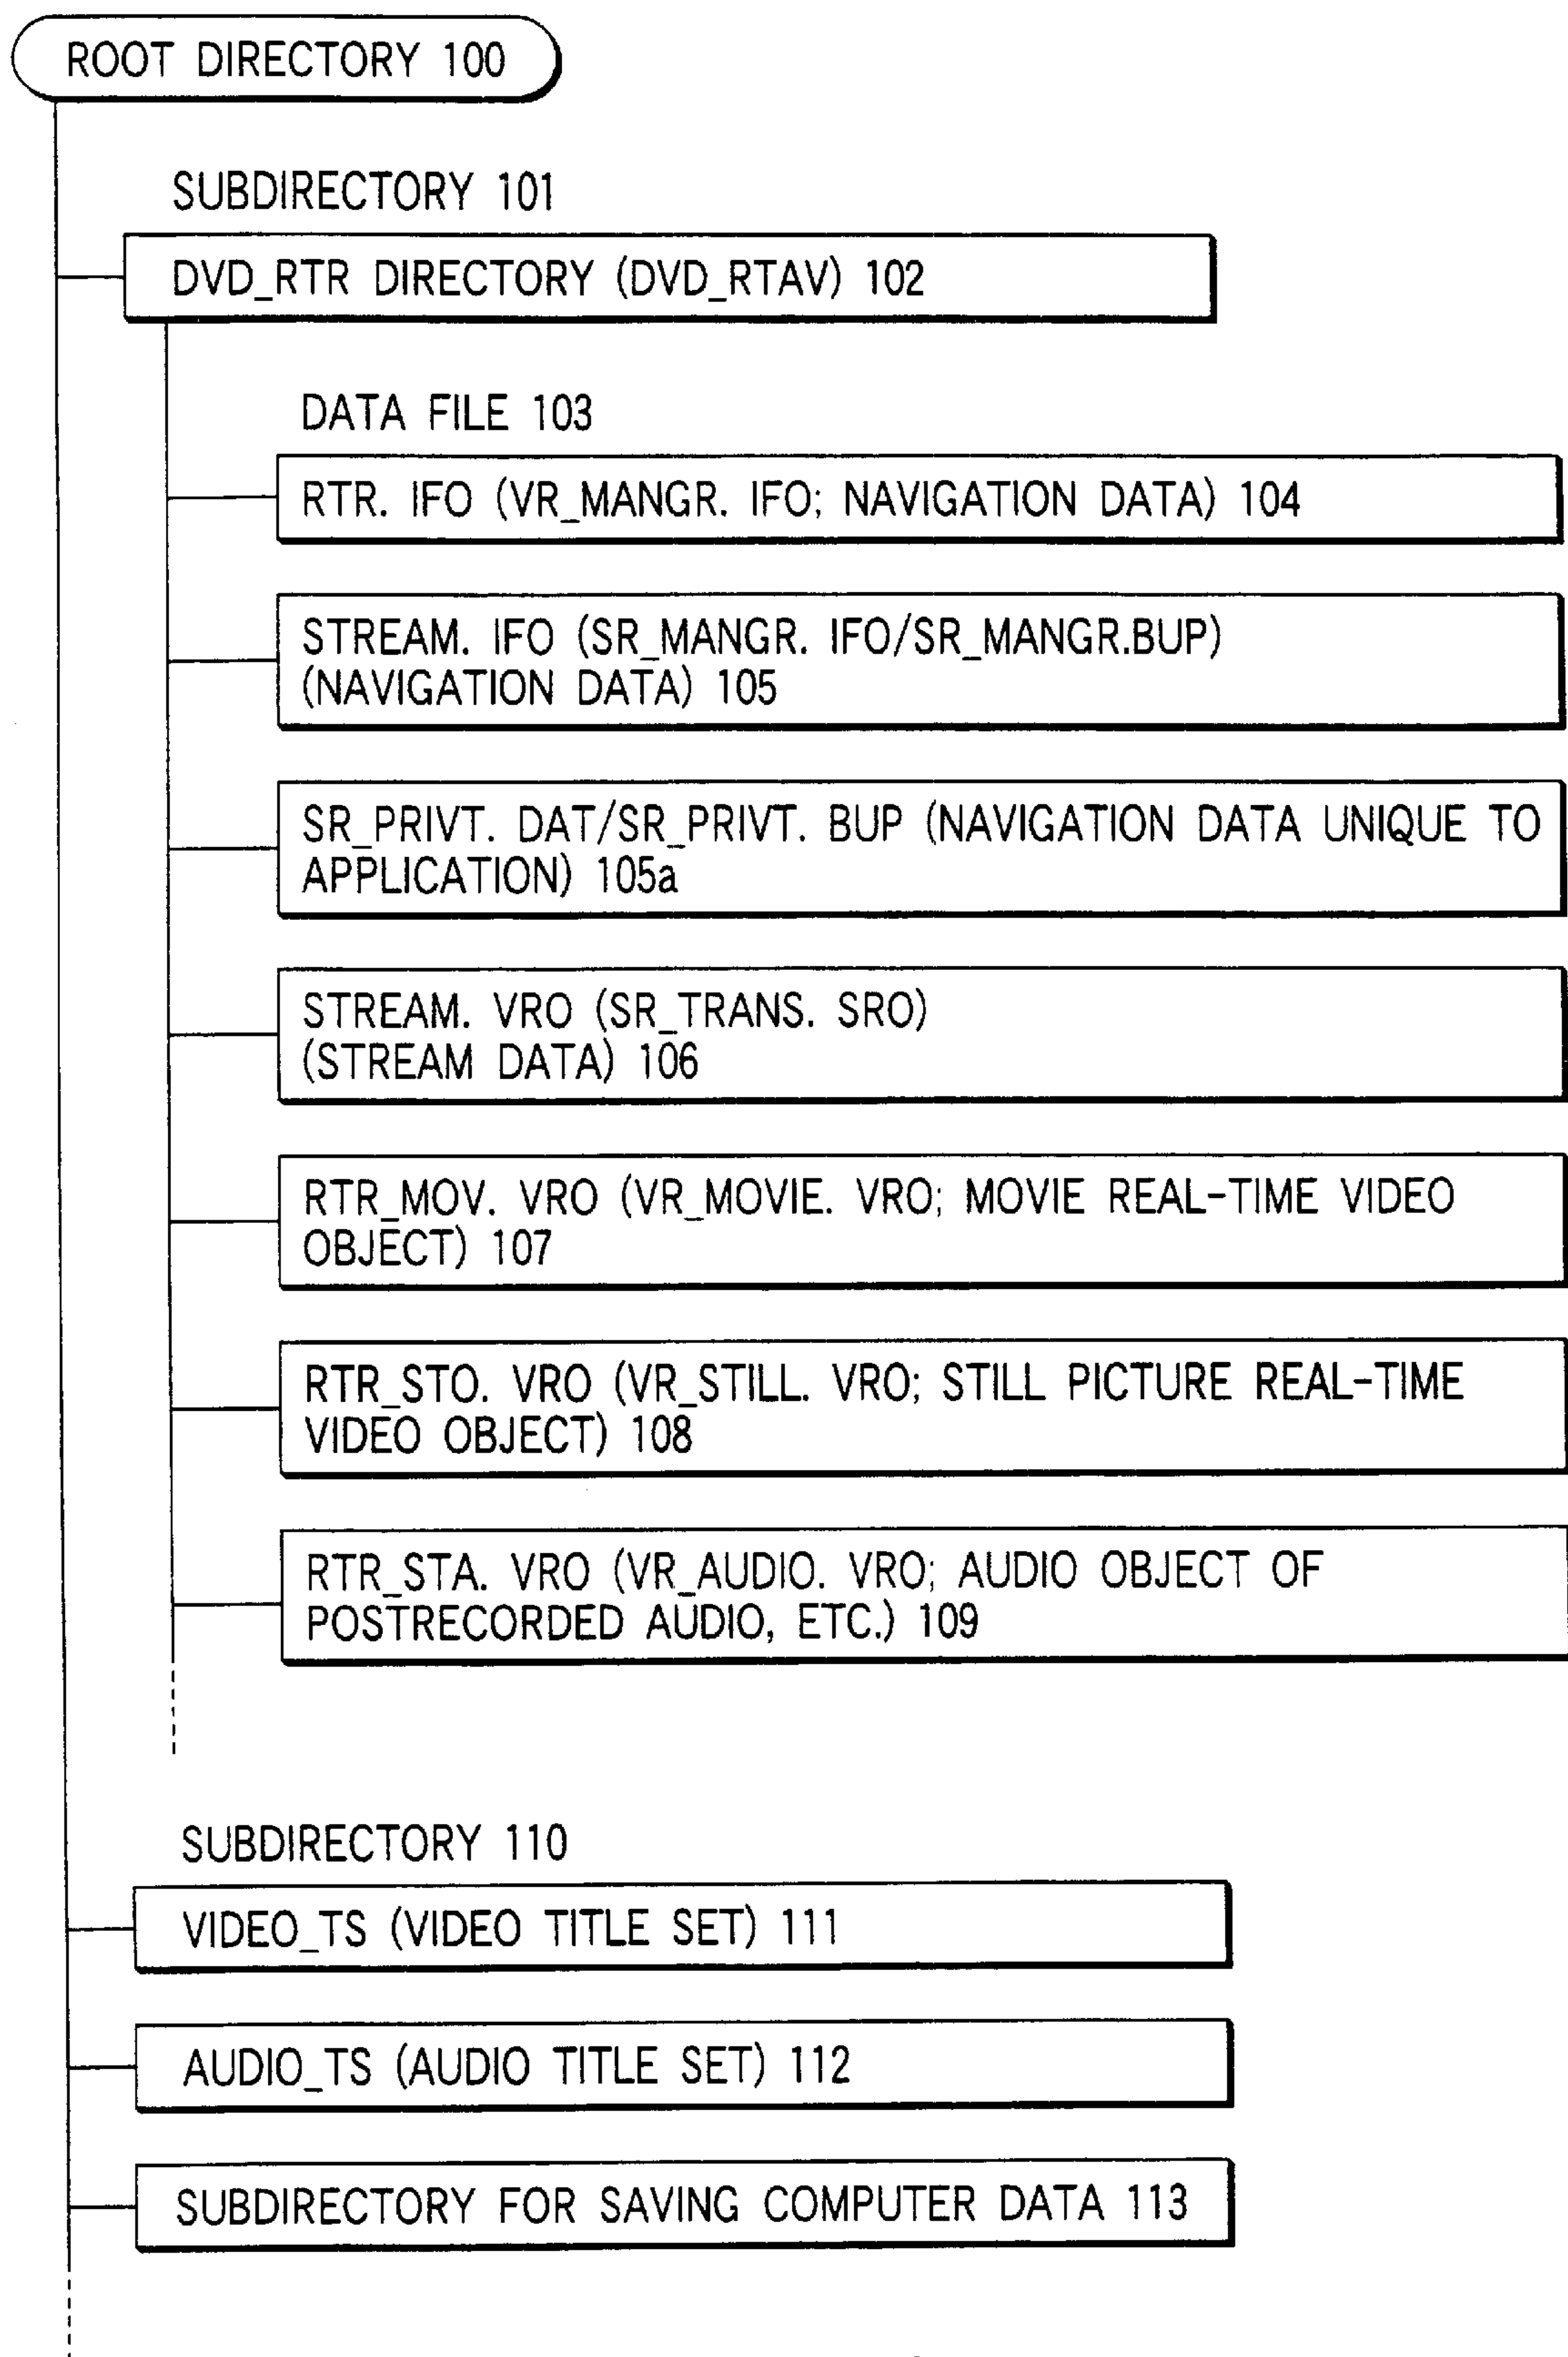 ROOT DIRECTORY 100
SUBDIRECTORY 101
DVD_RTR DIRECTORY (DVD_RTAV) 102
DATA FILE 103
RTR. IFO (VR_MANGR. IFO; NAVIGATION DATA) 104
STREAM. IFO (SR_MANGR. IFO/SR_MANGR.BUP)
(NAVIGATION DATA) 105
SR_PRIVT. DAT/SR_PRIVT. BUP (NAVIGATION DATA UNIQUE TO
APPLICATION) 105a
STREAM. VRO (SR_TRANS. SRO)
(STREAM DATA) 106
RTR_MOV. VRO (VR_MOVIE. VRO; MOVIE REAL-TIME VIDEO
OBJECT) 107
RTR_STO. VRO (VR_STILL. VRO; STILL PICTURE REAL-TIME
VIDEO OBJECT) 108
RTR_STA. VRO (VR_AUDIO. VRO; AUDIO OBJECT OF
POSTRECORDED AUDIO, ETC.) 109
SUBDIRECTORY 110
VIDEO_TS (VIDEO TITLE SET) 111
AUDIO_TS (AUDIO TITLE SET) 112
SUBDIRECTORY FOR SAVING COMPUTER DATA 113